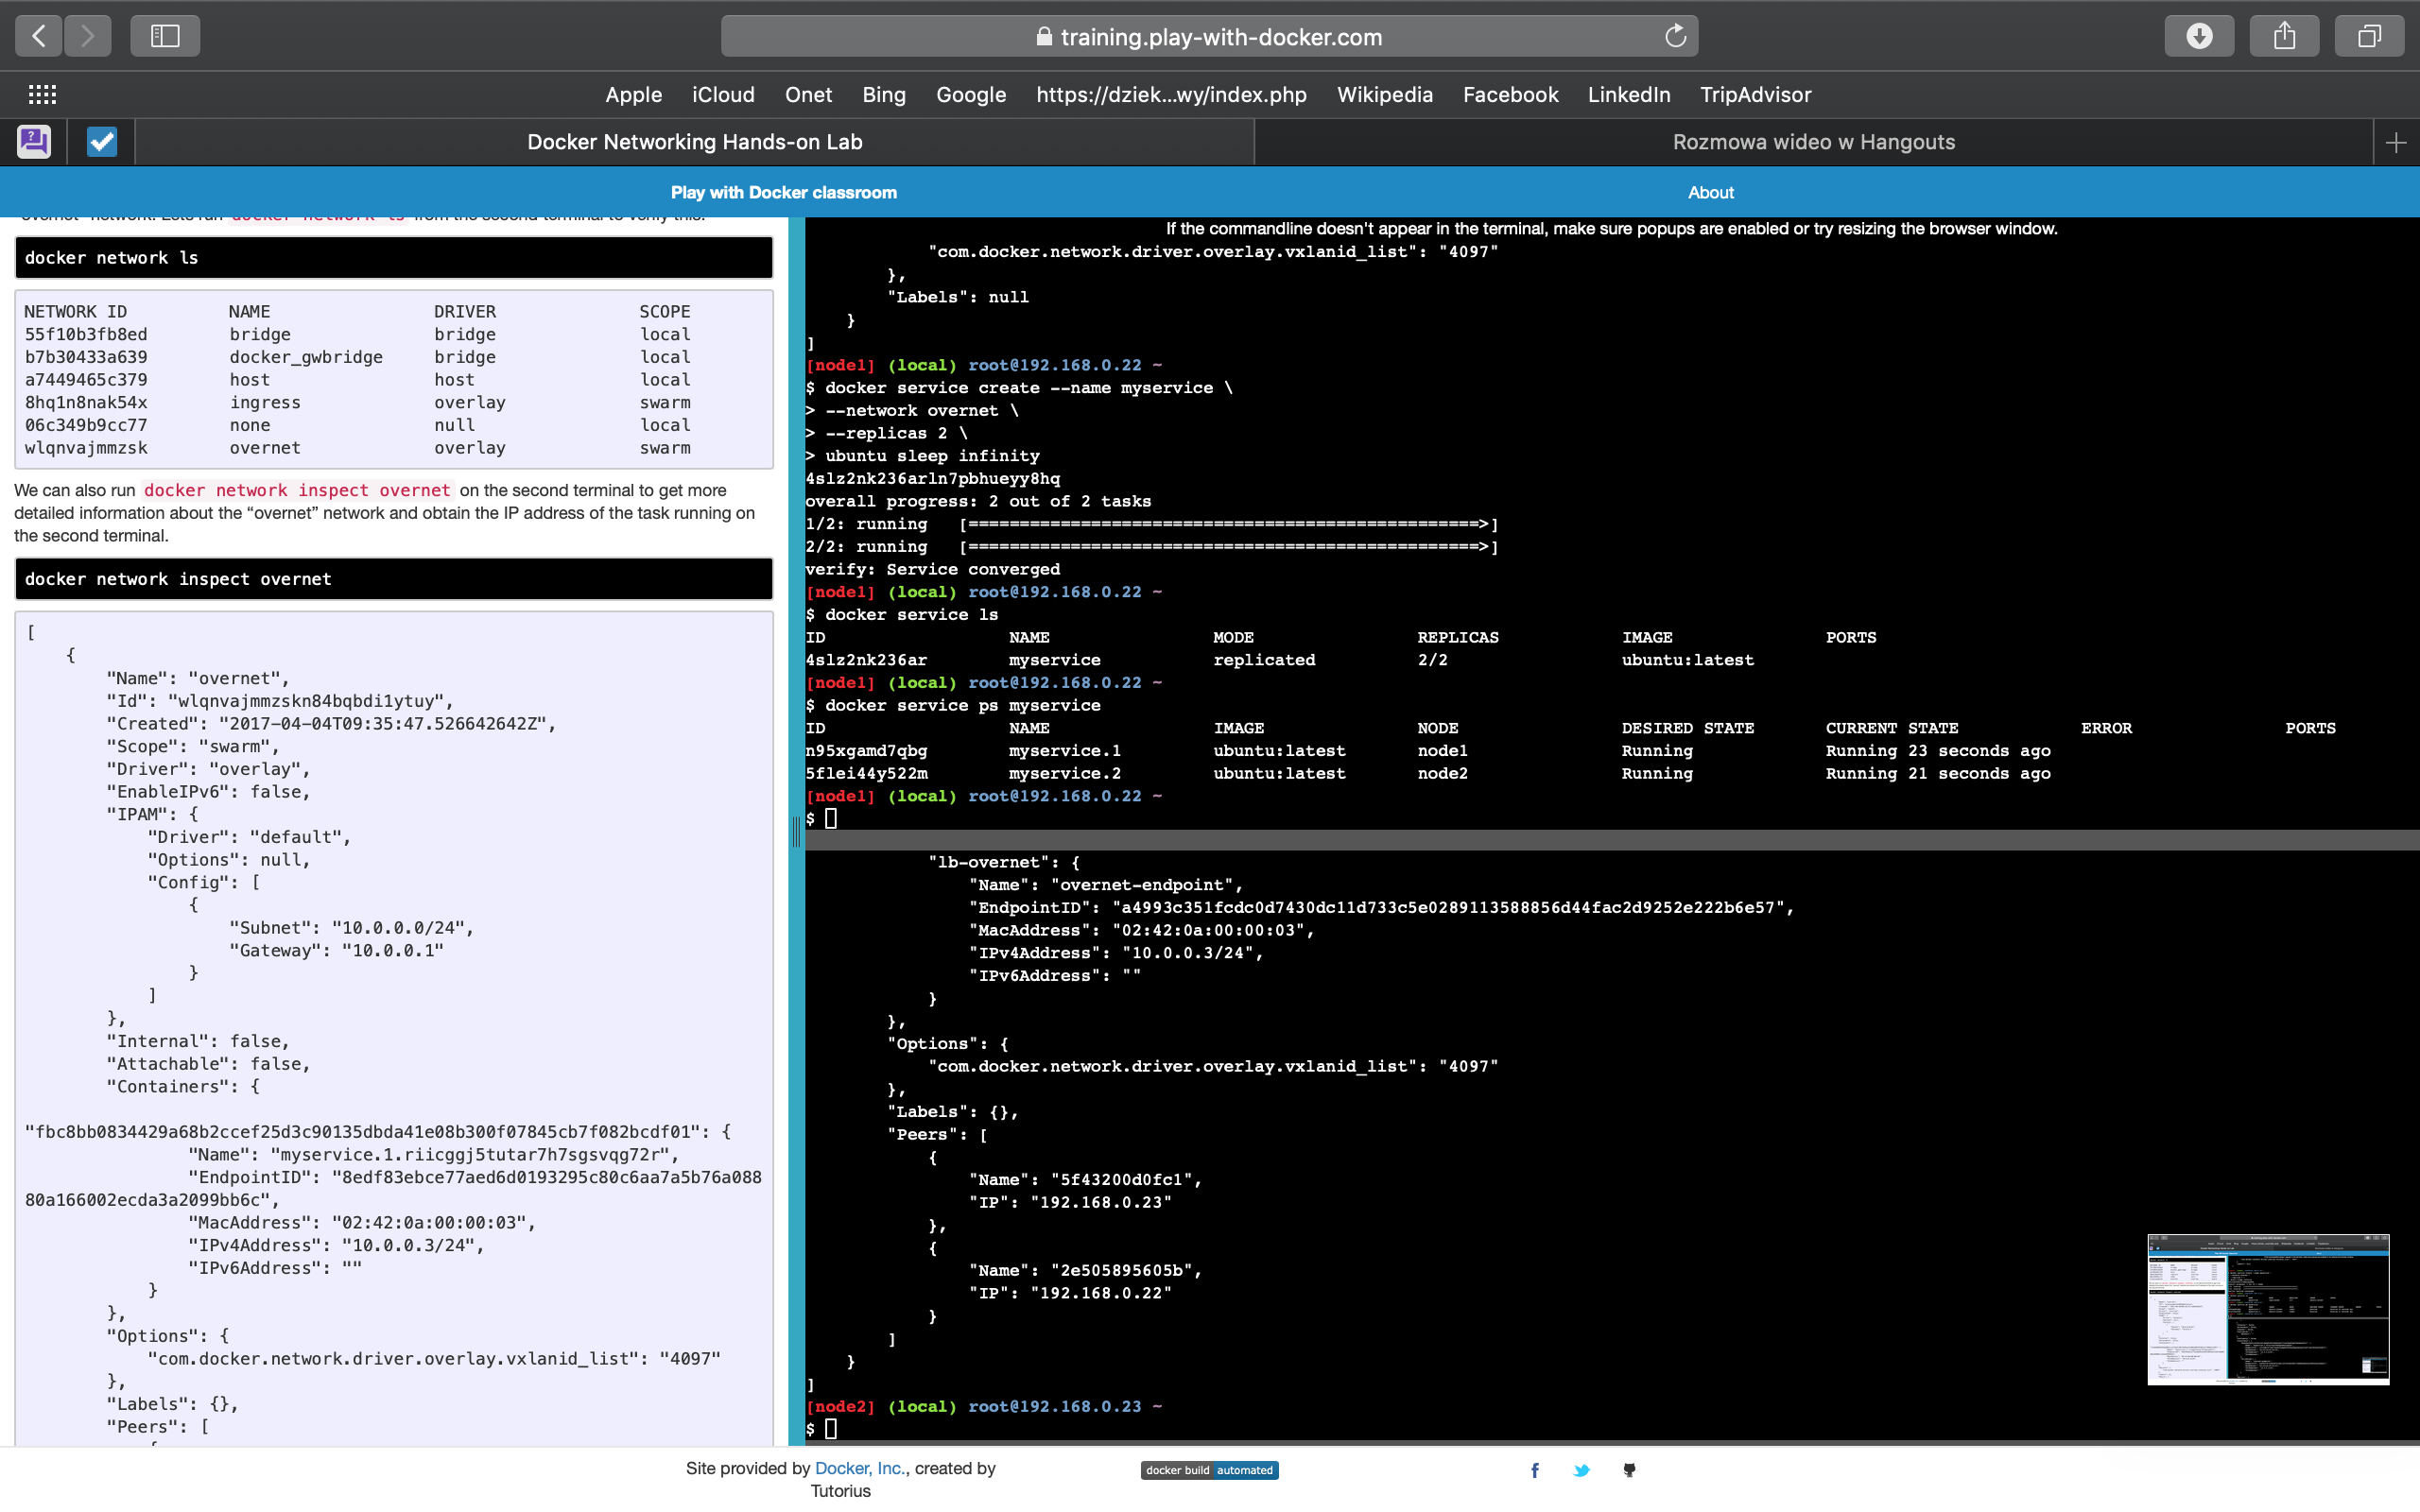 training.play-with-docker.com
Apple iCloud Onet Bing Google https://dziek...wy/index.php Wikipedia Facebook LinkedIn TripAdvisor
Docker Networking Hands-on Lab
Rozmowa wideo w Hangouts
Play with Docker classroom
About
docker network ls
NETWORK ID NAME DRIVER SCOPE
55f10b3fb8ed bridge bridge local
b7b30433a639 docker_gwbridge bridge local
a7449465c379 host host local
8hq1n8nak54x ingress overlay swarm
06c349b9cc77 none null local
wlqnvajmmzsk overnet overlay swarm
We can also run docker network inspect overnet on the second terminal to get more
detailed information about the “overnet” network and obtain the IP address of the task running on
the second terminal.
docker network inspect overnet
[
{
"Name": "overnet",
"Id": "wlqnvajmmzskn84bqbdi1ytuy",
"Created": "2017-04-04T09:35:47.526642642Z",
"Scope": "swarm",
"Driver": "overlay",
"EnableIPv6": false,
"IPAM": {
"Driver": "default",
"Options": null,
"Config": [
{
"Subnet": "10.0.0.0/24",
"Gateway": "10.0.0.1"
}
]
},
"Internal": false,
"Attachable": false,
"Containers": {
"fbc8bb0834429a68b2ccef25d3c90135dbda41e08b300f07845cb7f082bcdf01": {
"Name": "myservice.1.riicggj5tutar7h7sgsvqg72r",
"EndpointID": "8edf83ebce77aed6d0193295c80c6aa7a5b76a088
80a166002ecda3a2099bb6c",
"MacAddress": "02:42:0a:00:00:03",
"IPv4Address": "10.0.0.3/24",
"IPv6Address": ""
}
},
"Options": {
"com.docker.network.driver.overlay.vxlanid_list": "4097"
},
"Labels": {},
"Peers": [
If the commandline doesn't appear in the terminal, make sure popups are enabled or try resizing the browser window.
"com.docker.network.driver.overlay.vxlanid_list": "4097"
},
"Labels": null
}
]
[node1] (local) root@192.168.0.22 ~
$ docker service create --name myservice \
> --network overnet \
> --replicas 2 \
> ubuntu sleep infinity
4slz2nk236arln7pbhueyy8hq
overall progress: 2 out of 2 tasks
1/2: running [==================================================>]
2/2: running [==================================================>]
verify: Service converged
[node1] (local) root@192.168.0.22 ~
$ docker service ls
ID NAME MODE REPLICAS IMAGE PORTS
4slz2nk236ar myservice replicated 2/2 ubuntu:latest
[node1] (local) root@192.168.0.22 ~
$ docker service ps myservice
ID NAME IMAGE NODE DESIRED STATE CURRENT STATE ERROR PORTS
n95xgamd7qbg myservice.1 ubuntu:latest node1 Running Running 23 seconds ago
5flei44y522m myservice.2 ubuntu:latest node2 Running Running 21 seconds ago
[node1] (local) root@192.168.0.22 ~
$
"lb-overnet": {
"Name": "overnet-endpoint",
"EndpointID": "a4993c351fcdc0d7430dc11d733c5e0289113588856d44fac2d9252e222b6e57",
"MacAddress": "02:42:0a:00:00:03",
"IPv4Address": "10.0.0.3/24",
"IPv6Address": ""
}
},
"Options": {
"com.docker.network.driver.overlay.vxlanid_list": "4097"
},
"Labels": {},
"Peers": [
{
"Name": "5f43200d0fc1",
"IP": "192.168.0.23"
},
{
"Name": "2e505895605b",
"IP": "192.168.0.22"
}
]
}
]
[node2] (local) root@192.168.0.23 ~
$
Site provided by Docker, Inc., created by
Tutorius
docker build automated